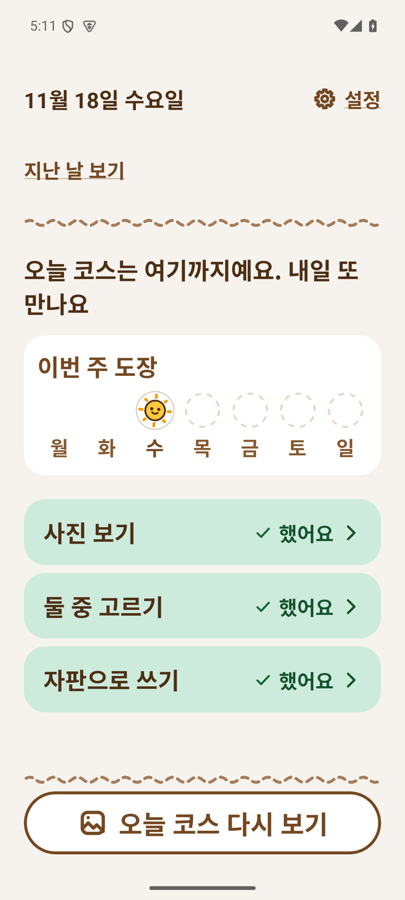 5:11
11월 18일 수요일
설정
지난 날 보기
오늘 코스는 여기까지예요. 내일 또
만나요
이번 주 도장
월 화 수 목 금 토 일
사진 보기 했어요
둘 중 고르기 했어요
자판으로 쓰기 했어요
오늘 코스 다시 보기